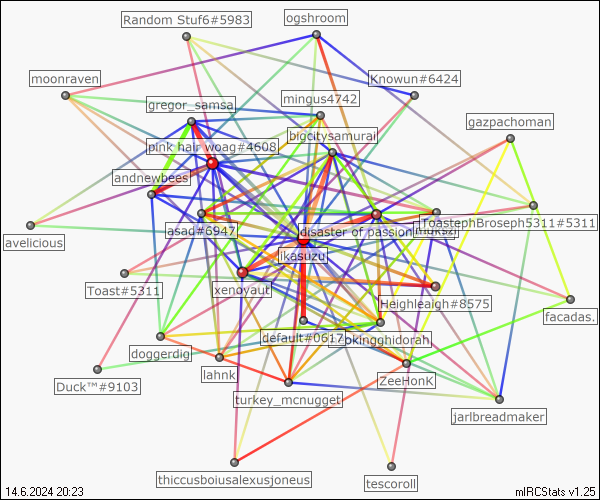 Random Stuf6#5983
ogshroom
moonraven
Knowun#6424
gregor_samsa
mingus4742
gazpachoman
bigcitysamurai
pink hair woag#4608
andnewbees
ToastephBroseph5311#5311
asad#6947
disaster of passion
avelicious
ikasuzu
Toast#5311
xenoyaut
Heighleaigh#8575
facadas.
default#0617
doggerdig
lahnk
Duck™#9103
ZeeHonK
turkey_mcnugget
jarlbreadmaker
thiccusboiusalexusjoneus
tescoroll
14.6.2024 20:23
mIRCStats v1.25